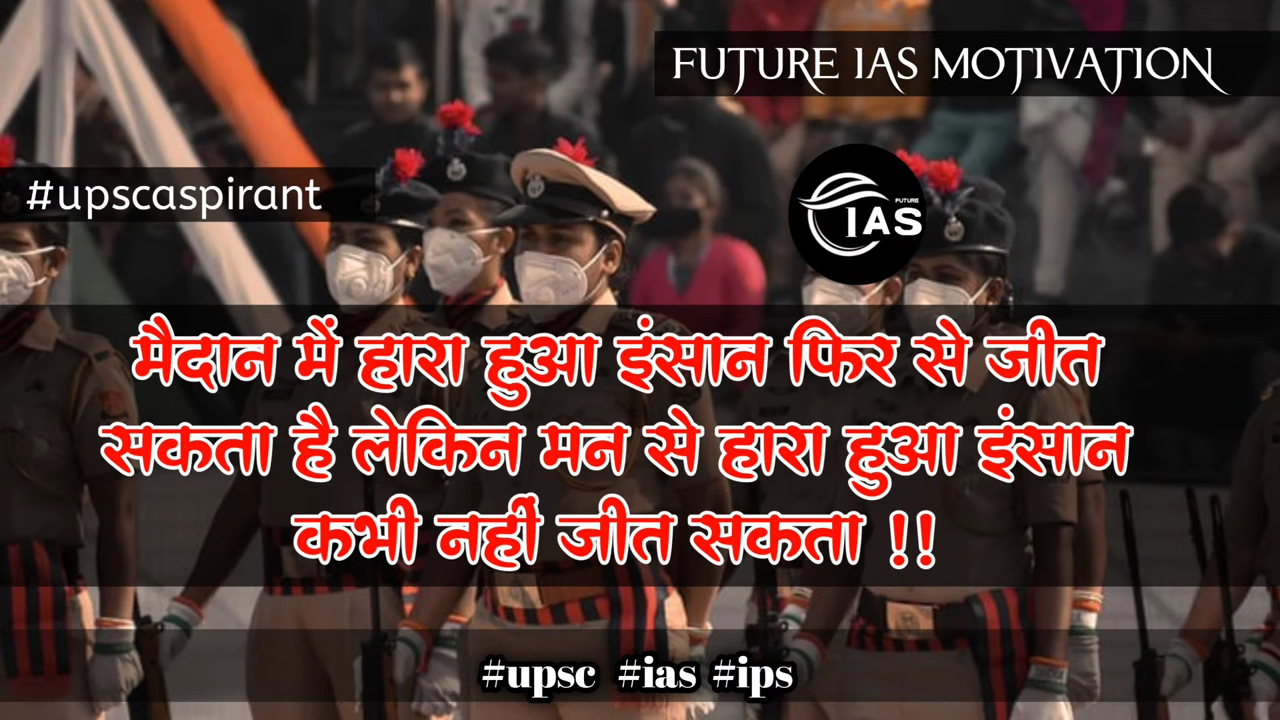 FUTURE IAS MOTIVATION
#upscaspirant
FUTURE
IAS
मैदान में हारा हुआ इंसान फिर से जीत
सकता है लेकिन मन से हारा हुआ इंसान
कभी नहीं जीत सकता !!
#upsc #ias #ips